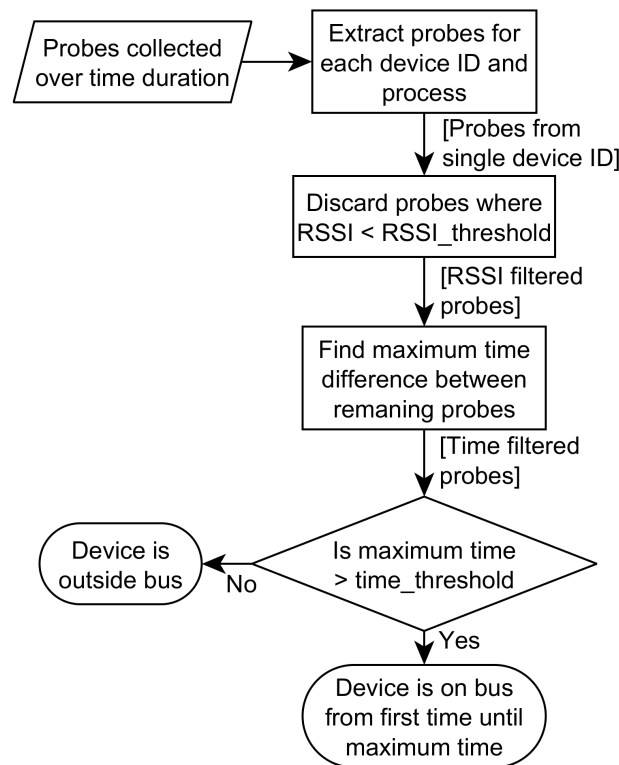 Probes collected
over time duration
Extract probes for
each device ID and
process
[Probes from
single device ID]
Discard probes where
RSSI < RSSI_threshold
[RSSI filtered
probes]
Find maximum time
difference between
remaning probes
[Time filtered
probes]
Is maximum time
> time_threshold
No
Device is
outside bus
Yes
Device is on bus
from first time until
maximum time